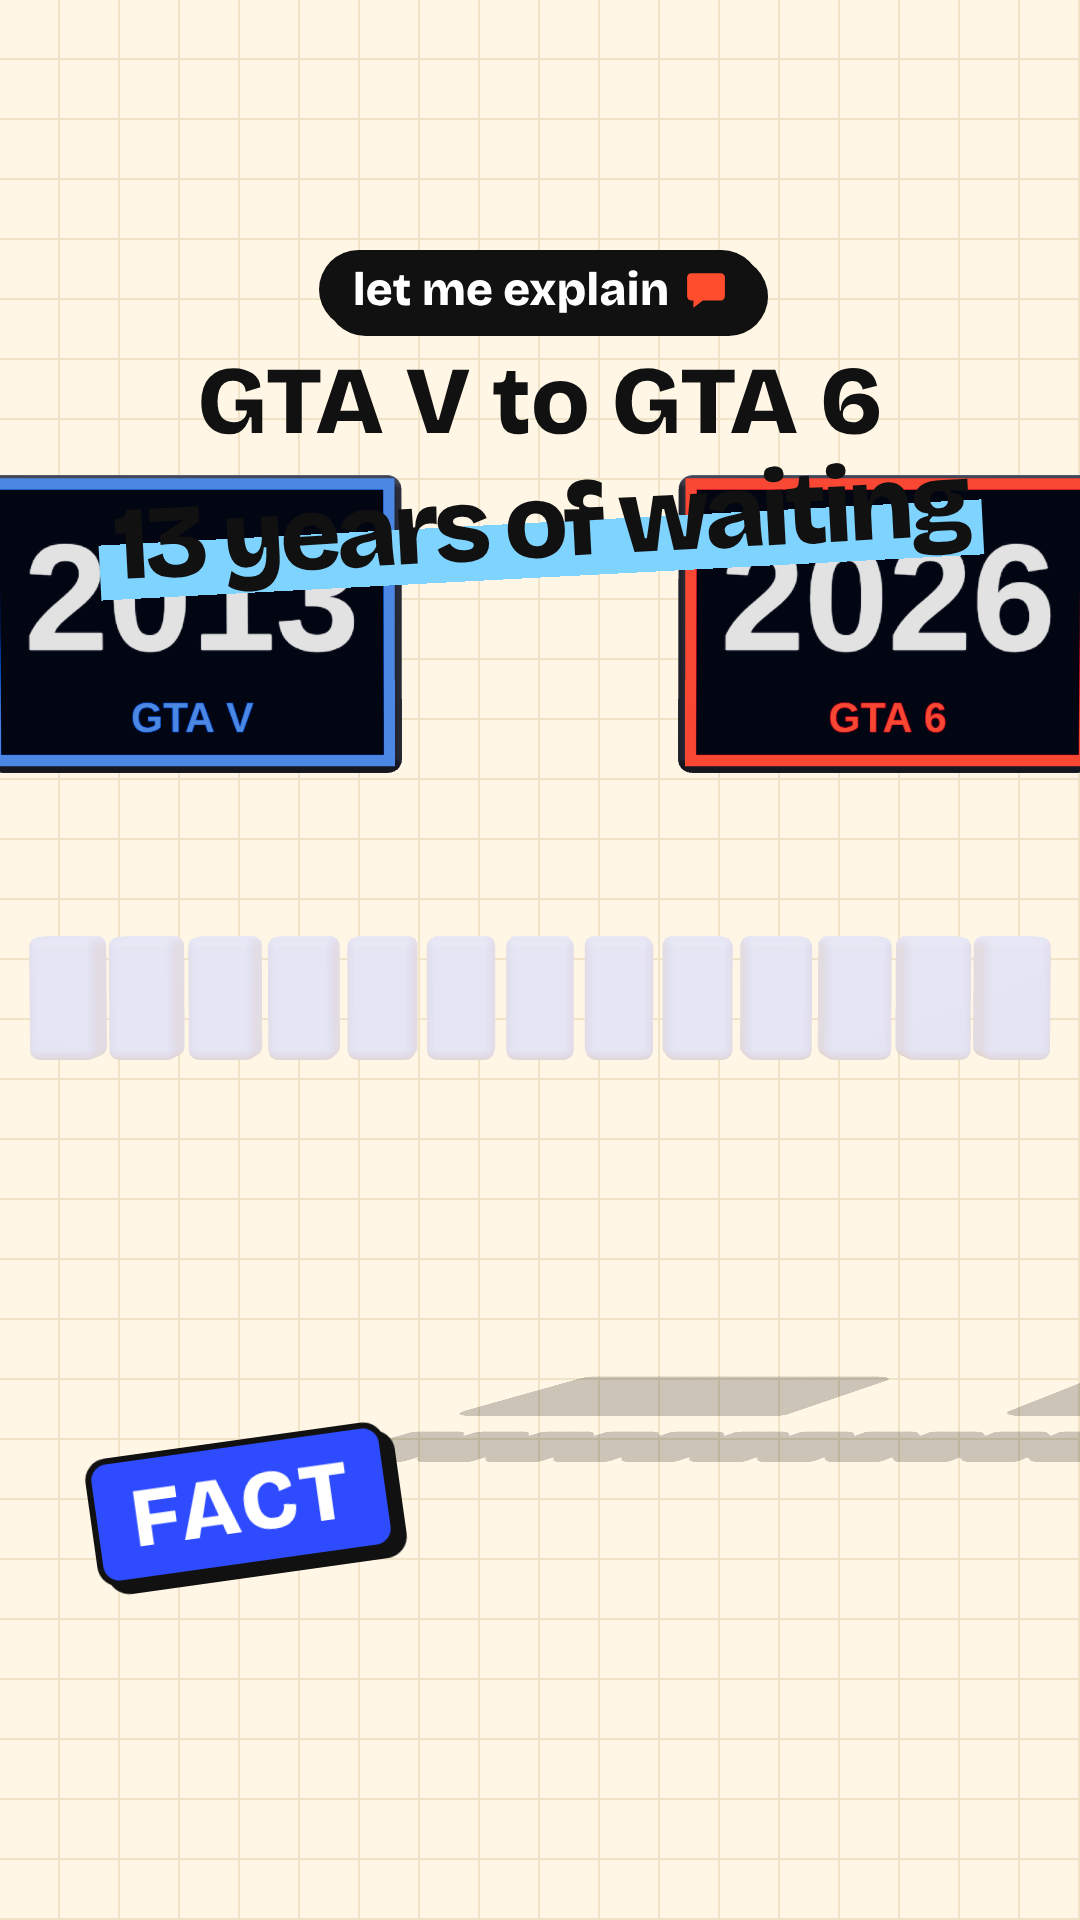 let me explain
GTA V to GTA 6
13 years of waiting
2013
GTA V
2026
GTA 6
FACT